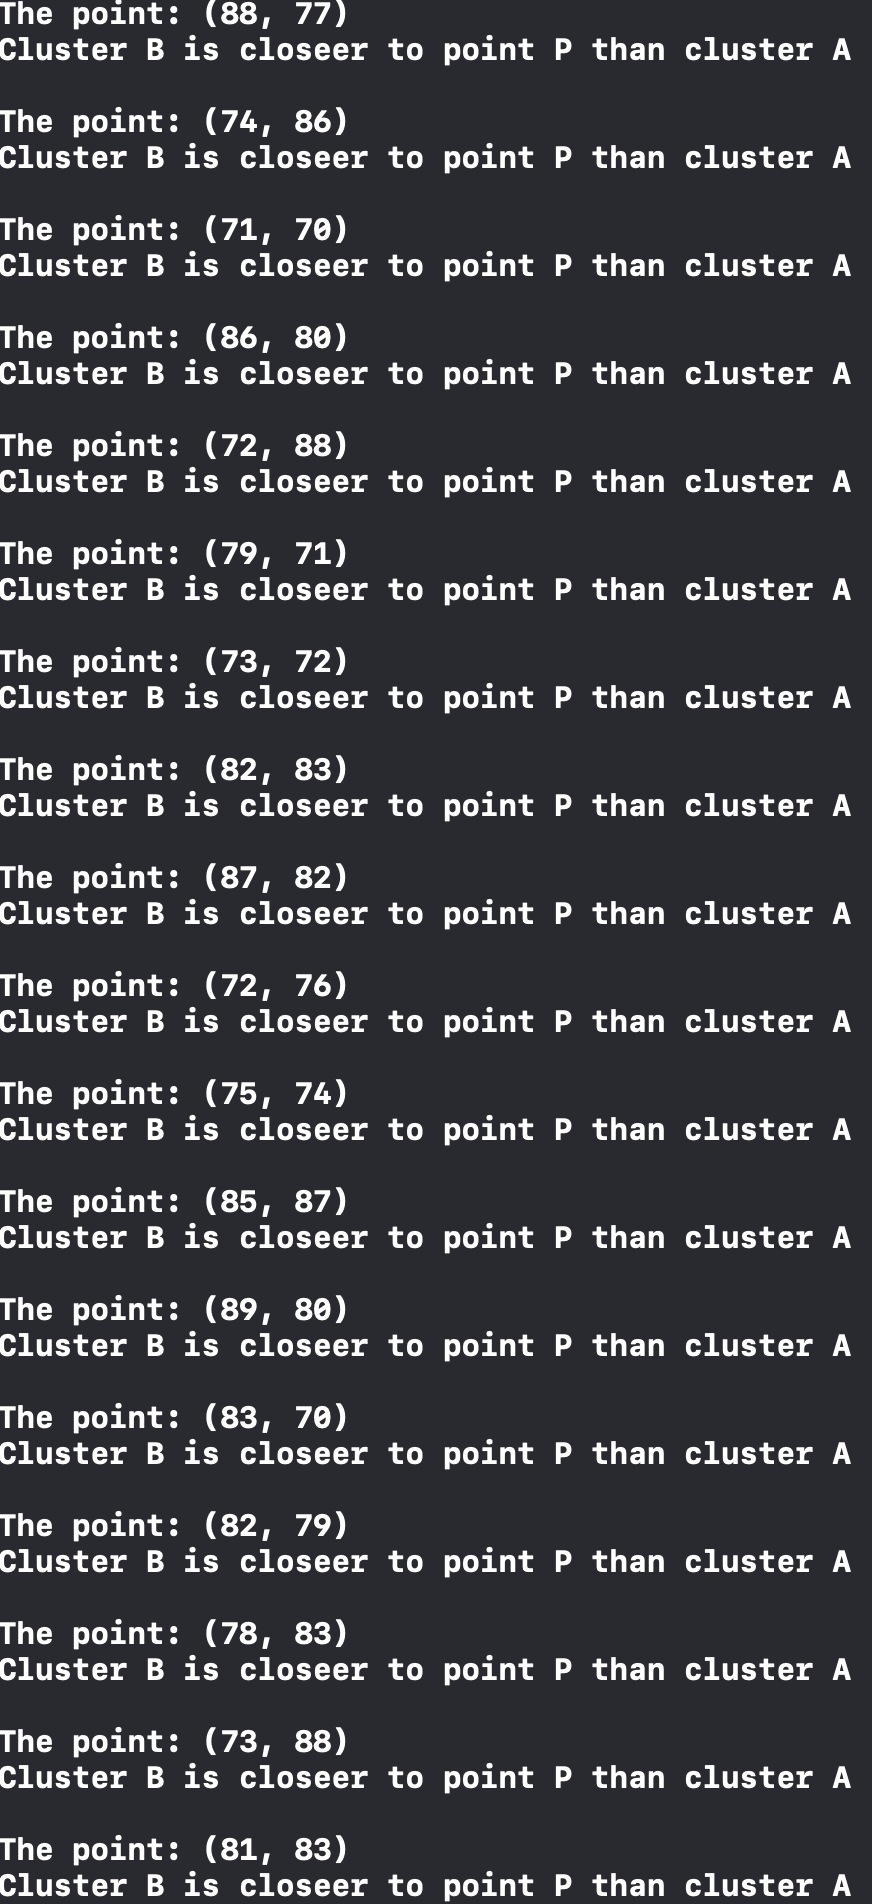 The point: (88, 77)
Cluster B is closeer to point P than cluster A
The point: (74, 86)
Cluster B is closeer to point P than cluster A
The point: (71, 70)
Cluster B is closeer to point P than cluster A
The point: (86, 80)
Cluster B is closeer to point P than cluster A
The point: (72, 88)
Cluster B is closeer to point P than cluster A
The point: (79, 71)
Cluster B is closeer to point P than cluster A
The point: (73, 72)
Cluster B is closeer to point P than cluster A
The point: (82, 83)
Cluster B is closeer to point P than cluster A
The point: (87, 82)
Cluster B is closeer to point P than cluster A
The point: (72, 76)
Cluster B is closeer to point P than cluster A
The point: (75, 74)
Cluster B is closeer to point P than cluster A
The point: (85, 87)
Cluster B is closeer to point P than cluster A
The point: (89, 80)
Cluster B is closeer to point P than cluster A
The point: (83, 70)
Cluster B is closeer to point P than cluster A
The point: (82, 79)
Cluster B is closeer to point P than cluster A
The point: (78, 83)
Cluster B is closeer to point P than cluster A
The point: (73, 88)
Cluster B is closeer to point P than cluster A
The point: (81, 83)
Cluster B is closeer to point P than cluster A